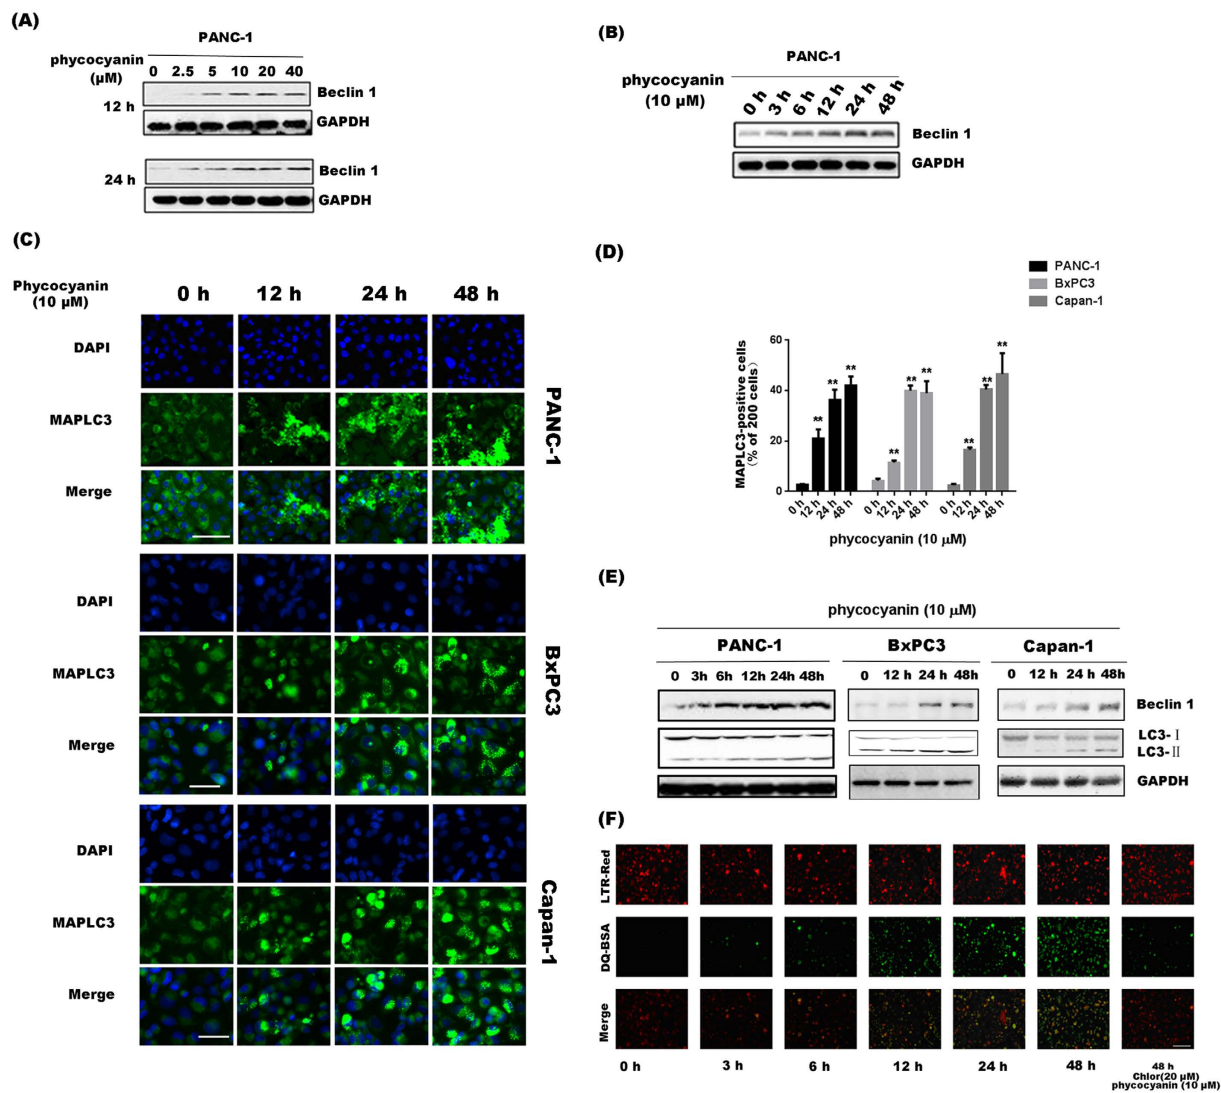 (A)
PANC-1
phycocyanin
(μM)
0 2.5 5 10 20 40
12 h
Beclin 1
GAPDH
24 h
Beclin 1
GAPDH
(B)
PANC-1
phycocyanin
(10 μM)
0 h 3 h 6 h 12 h 24 h 48 h
Beclin 1
GAPDH
(C)
Phycocyanin
(10 μM)
0 h 12 h 24 h 48 h
DAPI
MAPLC3
Merge
PANC-1
DAPI
MAPLC3
Merge
BxPC3
DAPI
MAPLC3
Merge
Capan-1
(D)
PANC-1
BxPC3
Capan-1
MAPLC3-positive cells
(% of 200 cells)
60
40
20
0
** ** ** ** ** ** ** ** **
0 h 12 h 24 h 48 h 0 h 12 h 24 h 48 h 0 h 12 h 24 h 48 h
phycocyanin (10 μM)
(E)
phycocyanin (10 μM)
PANC-1 BxPC3 Capan-1
0 3h 6h 12h 24h 48h 0 12 h 24 h 48h 0 12 h 24 h 48h
Beclin 1
LC3-Ⅰ
LC3-Ⅱ
GAPDH
(F)
LTR-Red
DQ-BSA
Merge
0 h 3 h 6 h 12 h 24 h 48 h 48 h
Chlor(20 μM)
phycocyanin (10 μM)